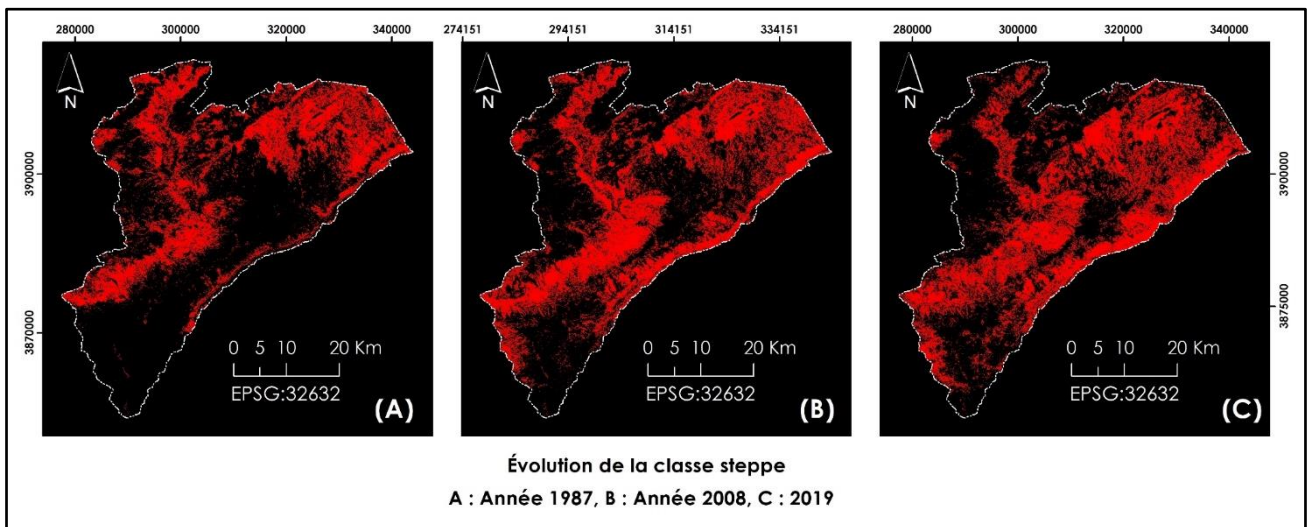 280000 300000 320000 340000
274151 294151 314151 334151
280000 300000 320000 340000
N
3900000
3870000
0 5 10 20 Km
EPSG:32632
(A)
N
0 5 10 20 Km
EPSG:32632
(B)
N
3900000
3875000
0 5 10 20 Km
EPSG:32632
(C)
Évolution de la classe steppe
A : Année 1987, B : Année 2008, C : 2019